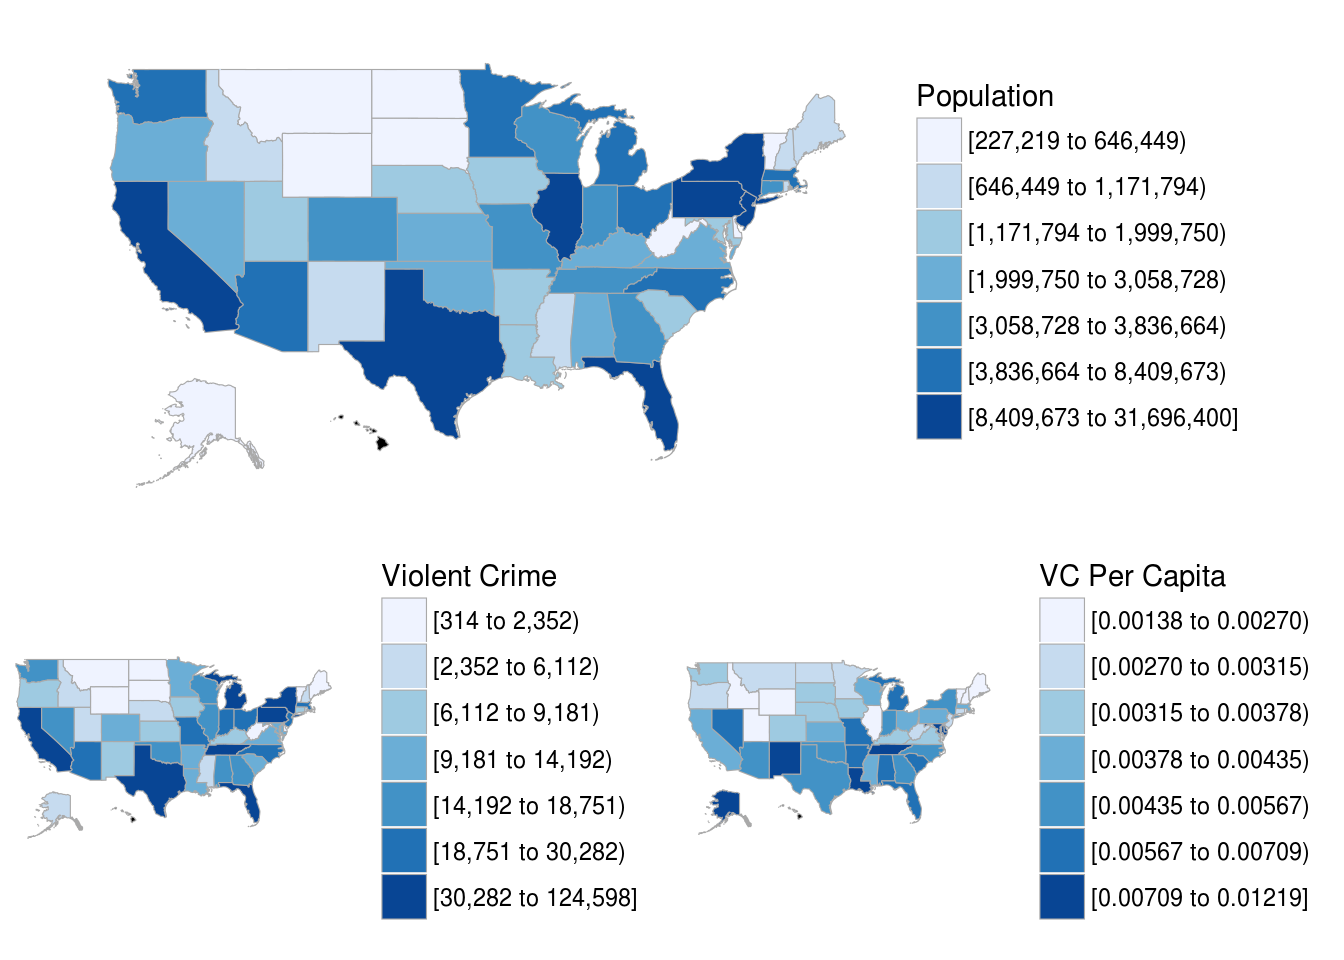 Population
[227,219 to 646,449)
[646,449 to 1,171,794)
[1,171,794 to 1,999,750)
[1,999,750 to 3,058,728)
[3,058,728 to 3,836,664)
[3,836,664 to 8,409,673)
[8,409,673 to 31,696,400]
Violent Crime
[314 to 2,352)
[2,352 to 6,112)
[6,112 to 9,181)
[9,181 to 14,192)
[14,192 to 18,751)
[18,751 to 30,282)
[30,282 to 124,598]
VC Per Capita
[0.00138 to 0.00270)
[0.00270 to 0.00315)
[0.00315 to 0.00378)
[0.00378 to 0.00435)
[0.00435 to 0.00567)
[0.00567 to 0.00709)
[0.00709 to 0.01219]